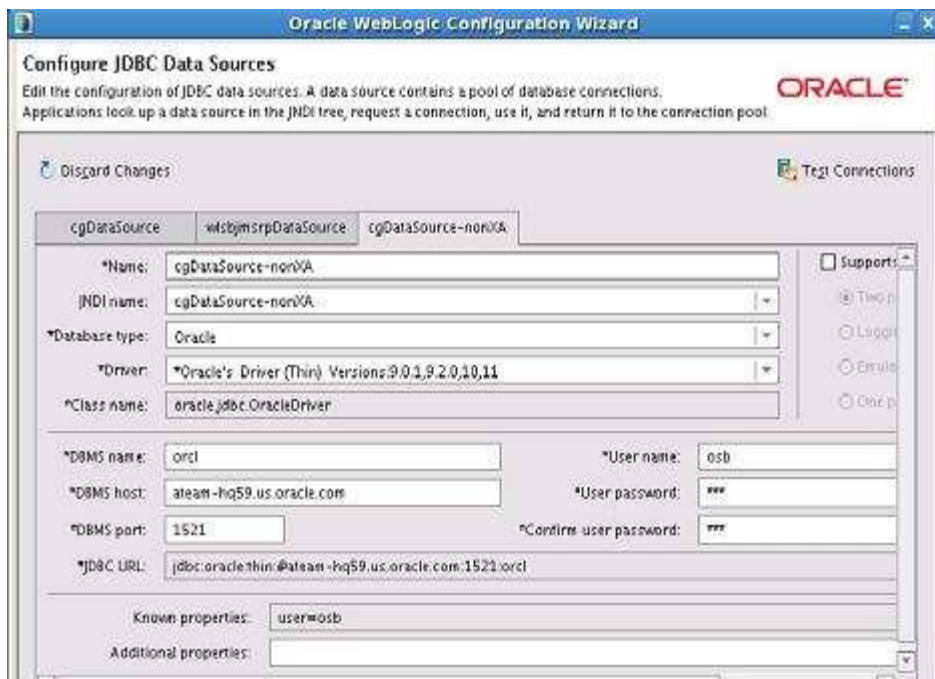 Oracle WebLogic Configuration Wizard
Configure JDBC Data Sources
Edit the configuration of JDBC data sources. A data source contains a pool of database connections.
Applications look up a data source in the JNDI tree, request a connection, use it, and return it to the connection pool.
ORACLE
Discard Changes
Test Connections
cgDataSource wlsbjmsrpDataSource cgDataSource-nonXA
*Name: cgDataSource-nonXA
Supports
JNDI name: cgDataSource-nonXA
Two p
*Database type: Oracle
Loggi
*Driver: *Oracle's Driver (Thin) Versions:9.0.1,9.2.0,10,11
Emula
*Class name: oracle.jdbc.OracleDriver
One p
*DBMS name: orcl
*User name: osb
*DBMS host: ateam-hq59.us.oracle.com
*User password: ***
*DBMS port: 1521
*Confirm user password: ***
*JDBC URL: jdbc:oracle:thin:@ateam-hq59.us.oracle.com:1521:orcl
Known properties: user=osb
Additional properties: